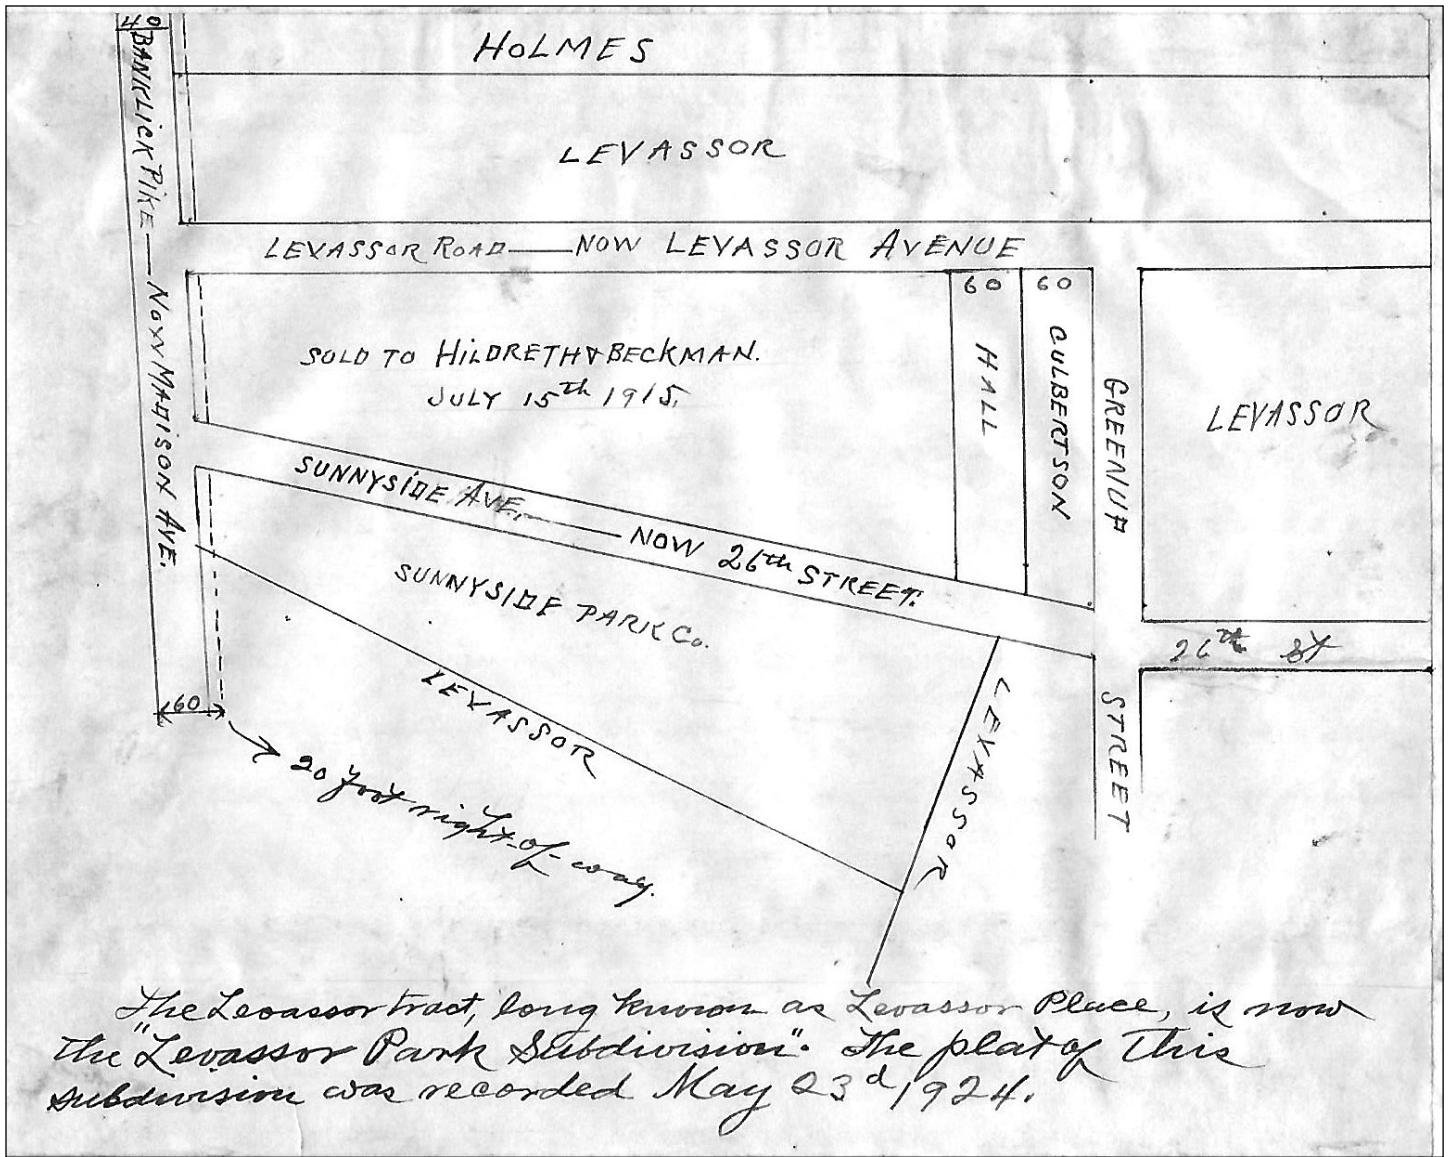 40
HOLMES
BANKLICK PIKE — NOW MADISON AVE.
LEVASSOR
LEVASSOR ROAD — NOW LEVASSOR AVENUE
60
60
SOLD TO HILDRETH & BECKMAN.
JULY 15th 1915.
HALL
CULBERTSON
GREENUP STREET
LEVASSOR
SUNNYSIDE AVE. — NOW 26th STREET.
SUNNYSIDE PARK Co.
26th St
LEVASSOR
LEVASSOR
60
20 foot right-of-way.
The Levassor tract, long known as Levassor Place, is now
the "Levassor Park Subdivision". The plat of This
subdivision was recorded May 23d 1924.